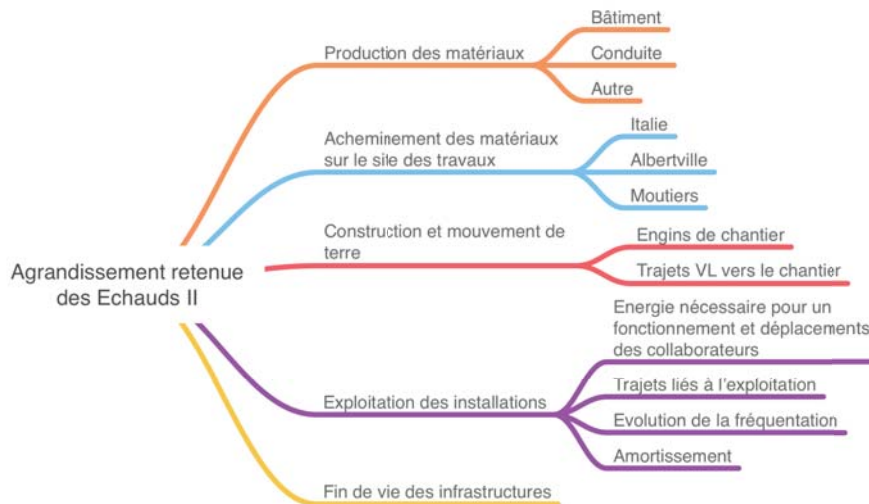 Bâtiment
Production des matériaux
Conduite
Autre
Acheminement des matériaux
sur le sile des travaux
Italie
Albertville
Moutiers
Construction et mouvement de
terre
Engins de chantier
Trajets VL vers le chantier
Agrandissement retenue
des Echauds II
Energie nécessaire pour un
fonctionnement et déplacements
des collaborateurs
Exploitation des installations
Trajets liés à l'exploitation
Evolution de la fréquentation
Amortissement
Fin de vie des infrastructures